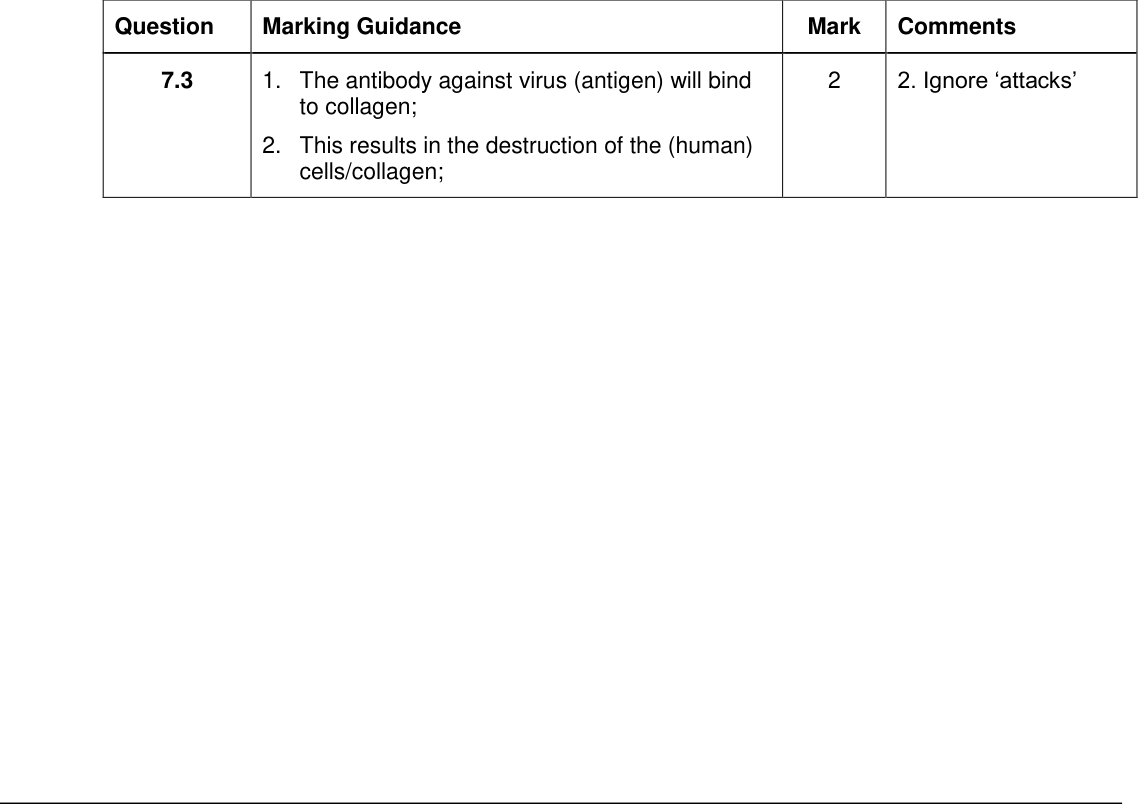 Question Marking Guidance Mark Comments
7.3 1. The antibody against virus (antigen) will bind 2 2. Ignore ‘attacks’
to collagen;
2. This results in the destruction of the (human)
cells/collagen;